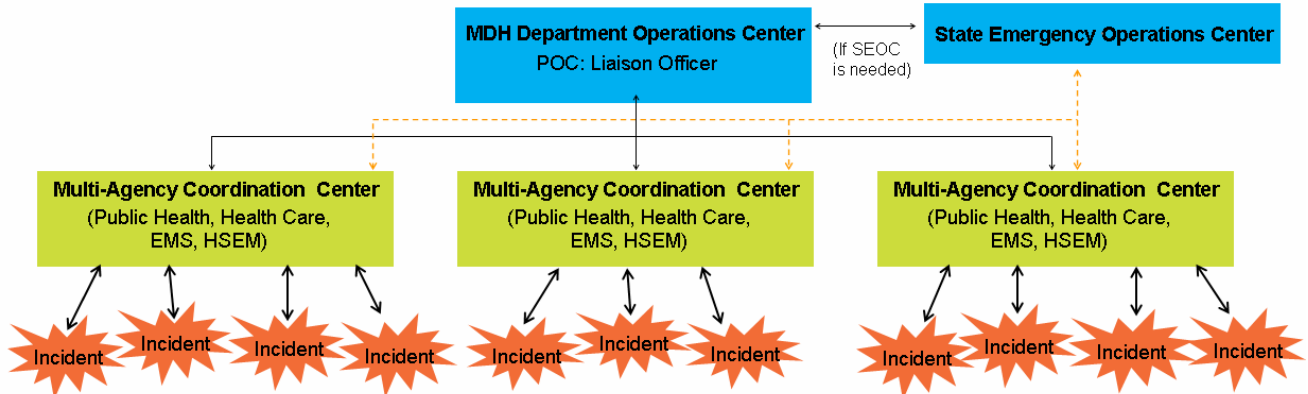 MDH Department Operations Center
POC: Liaison Officer
(If SEOC
is needed)
State Emergency Operations Center
Multi-Agency Coordination Center
(Public Health, Health Care,
EMS, HSEM)
Multi-Agency Coordination Center
(Public Health, Health Care,
EMS, HSEM)
Multi-Agency Coordination Center
(Public Health, Health Care,
EMS, HSEM)
Incident
Incident
Incident
Incident
Incident
Incident
Incident
Incident
Incident
Incident
Incident